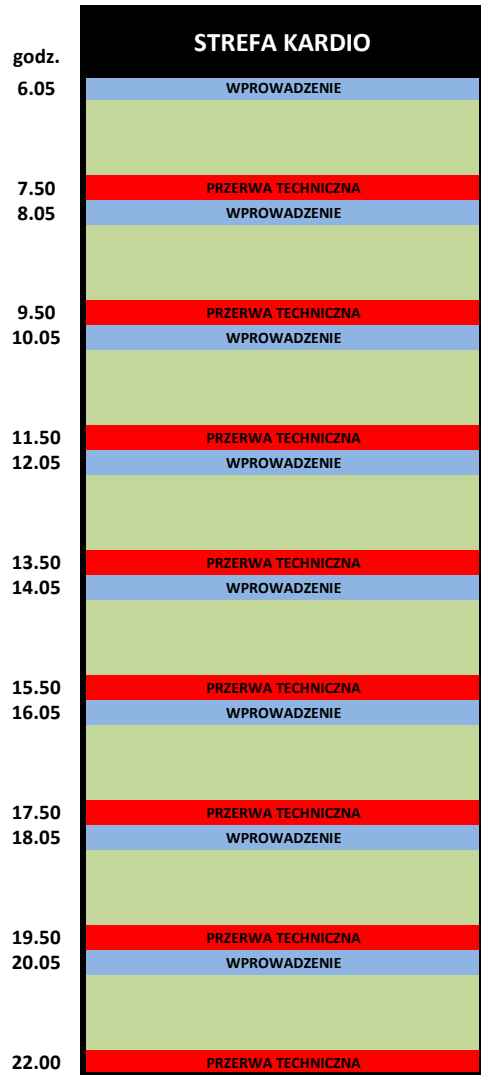 STREFA KARDIO
godz.
6.05 WPROWADZENIE
7.50 PRZERWA TECHNICZNA
8.05 WPROWADZENIE
9.50 PRZERWA TECHNICZNA
10.05 WPROWADZENIE
11.50 PRZERWA TECHNICZNA
12.05 WPROWADZENIE
13.50 PRZERWA TECHNICZNA
14.05 WPROWADZENIE
15.50 PRZERWA TECHNICZNA
16.05 WPROWADZENIE
17.50 PRZERWA TECHNICZNA
18.05 WPROWADZENIE
19.50 PRZERWA TECHNICZNA
20.05 WPROWADZENIE
22.00 PRZERWA TECHNICZNA